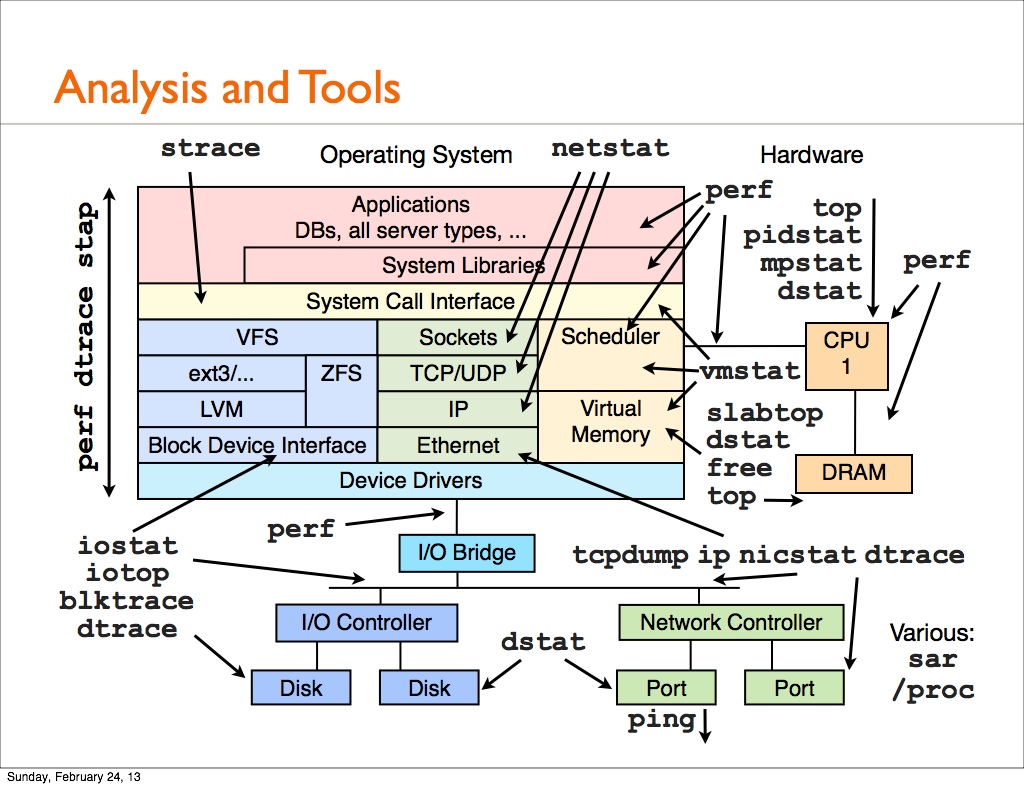 Analysis and Tools
strace
Operating System
netstat
Hardware
perf dtrace stap
Applications
DBs, all server types, ...
System Libraries
System Call Interface
VFS
Sockets
Scheduler
ext3/...
ZFS
TCP/UDP
LVM
IP
Virtual
Memory
Block Device Interface
Ethernet
Device Drivers
perf
top
pidstat
mpstat
dstat
perf
CPU
1
vmstat
slabtop
dstat
free
top
DRAM
perf
I/O Bridge
tcpdump ip nicstat dtrace
iostat
iotop
blktrace
dtrace
I/O Controller
Network Controller
dstat
Disk
Disk
Port
Port
ping
Various:
sar
/proc
Sunday, February 24, 13